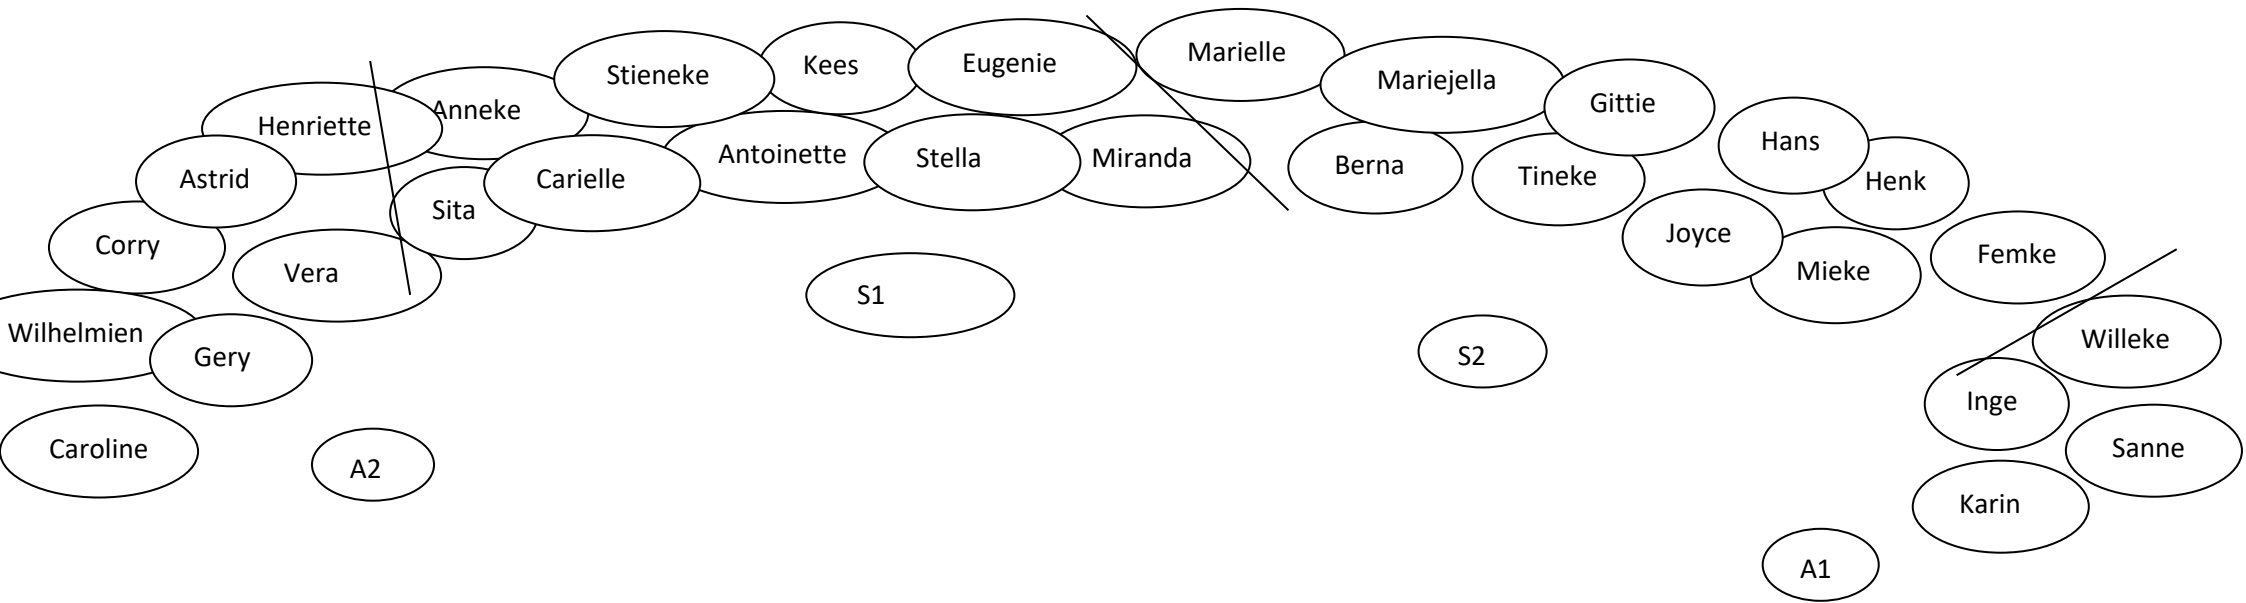 Marielle
Eugenie
Kees
Stieneke
Mariejella
Gittie
Anneke
Henriette
Hans
Antoinette
Stella
Miranda
Berna
Tineke
Astrid
Carielle
Henk
Sita
Joyce
Corry
Femke
Vera
Mieke
S1
Wilhelmien
Gery
S2
Willeke
Inge
Caroline
A2
Sanne
Karin
A1